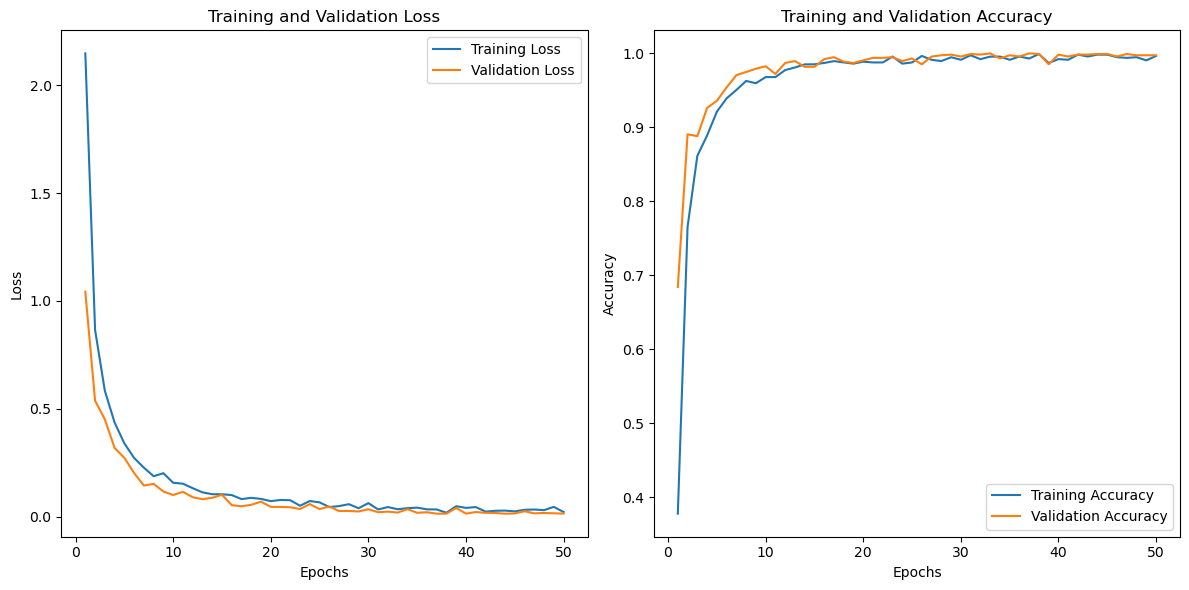 Training and Validation Loss
Training Loss
Validation Loss
2.0
1.5
1.0
0.5
0.0
Loss
0 10 20 30 40 50
Epochs
Training and Validation Accuracy
1.0
0.9
0.8
0.7
0.6
0.5
0.4
Accuracy
Training Accuracy
Validation Accuracy
0 10 20 30 40 50
Epochs